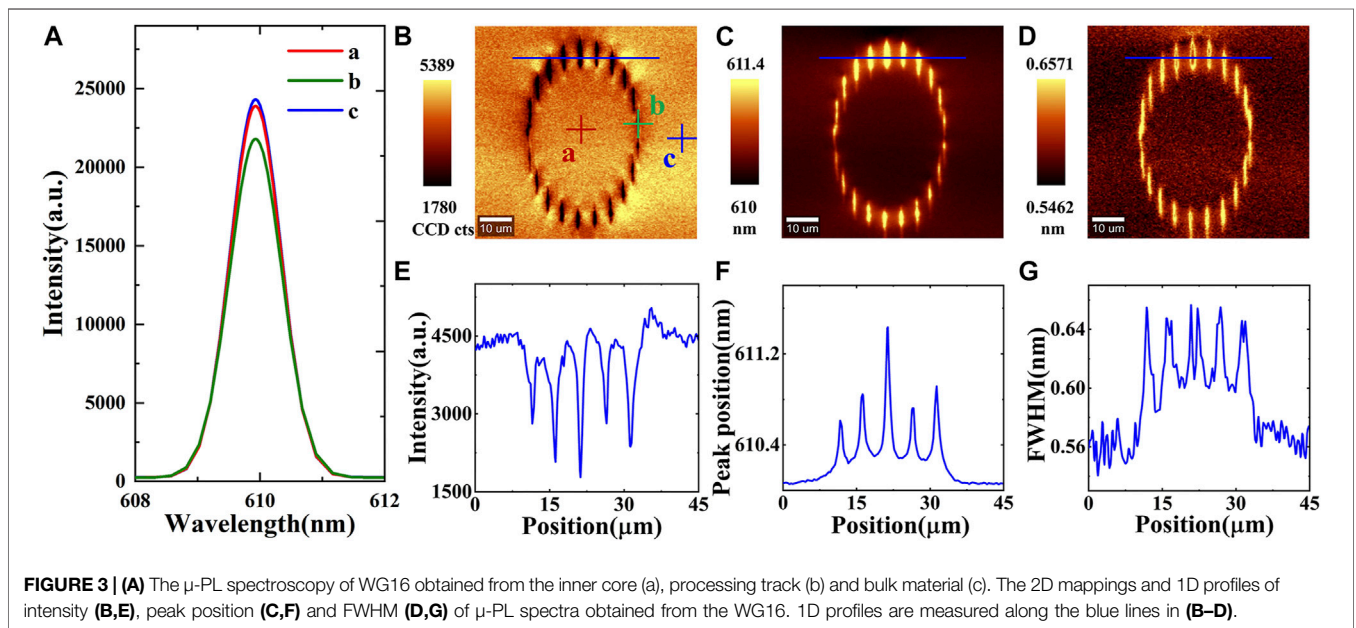 A
a
b
c
25000
20000
15000
10000
5000
0
608
610
612
Intensity(a.u.)
Wavelength(nm)
B
5389
1780
CCD cts
a
b
c
10 um
C
611.4
610
nm
10 um
D
0.6571
0.5462
nm
10 um
E
4500
3000
1500
0
15
30
45
Intensity(a.u.)
Position(μm)
F
611.2
610.4
0
15
30
45
Peak position(nm)
Position(μm)
G
0.64
0.60
0.56
0
15
30
45
FWHM(nm)
Position(μm)
FIGURE 3 | (A) The μ-PL spectroscopy of WG16 obtained from the inner core (a), processing track (b) and bulk material (c). The 2D mappings and 1D profiles of
intensity (B,E), peak position (C,F) and FWHM (D,G) of μ-PL spectra obtained from the WG16. 1D profiles are measured along the blue lines in (B–D).